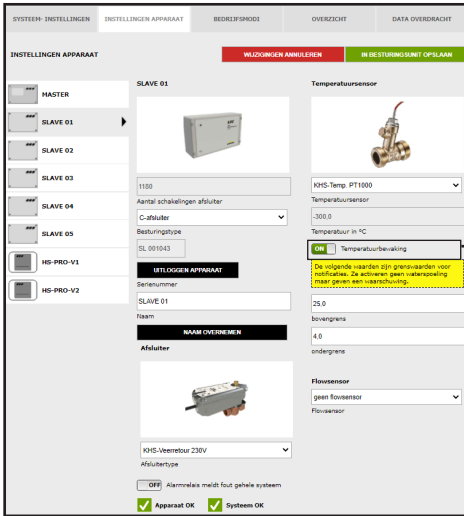 SYSTEEM- INSTELLINGEN
INSTELLINGEN APPARAAT
BEDRIJFSMODI
OVERZICHT
DATA OVERDRACHT
INSTELLINGEN APPARAAT
WIJZIGINGEN ANNULEREN
IN BESTURINGSUNIT OPSLAAN
MASTER
SLAVE 01
SLAVE 02
SLAVE 03
SLAVE 04
SLAVE 05
HS-PRO-V1
HS-PRO-V2
SLAVE 01
1180
Aantal schakelingen afsluiter
C-afsluiter
Besturingstype
SL 001043
UITLOGGEN APPARAAT
Serienummer
SLAVE 01
Naam
NAAM OVERNEMEN
Afsluiter
KHS-Veerretour 230V
Afsluitertype
OFF Alarmrelais meldt fout gehele systeem
Apparaat OK
Systeem OK
Temperatuursensor
KHS-Temp. PT1000
Temperatuursensor
-300,0
Temperatuur in °C
ON Temperatuurbewaking
De volgende waarden zijn grenswaarden voor
notificaties. Ze activeren geen waterspoeling
maar geven een waarschuwing.
25,0
bovengrens
4,0
ondergrens
Flowsensor
geen flowsensor
Flowsensor